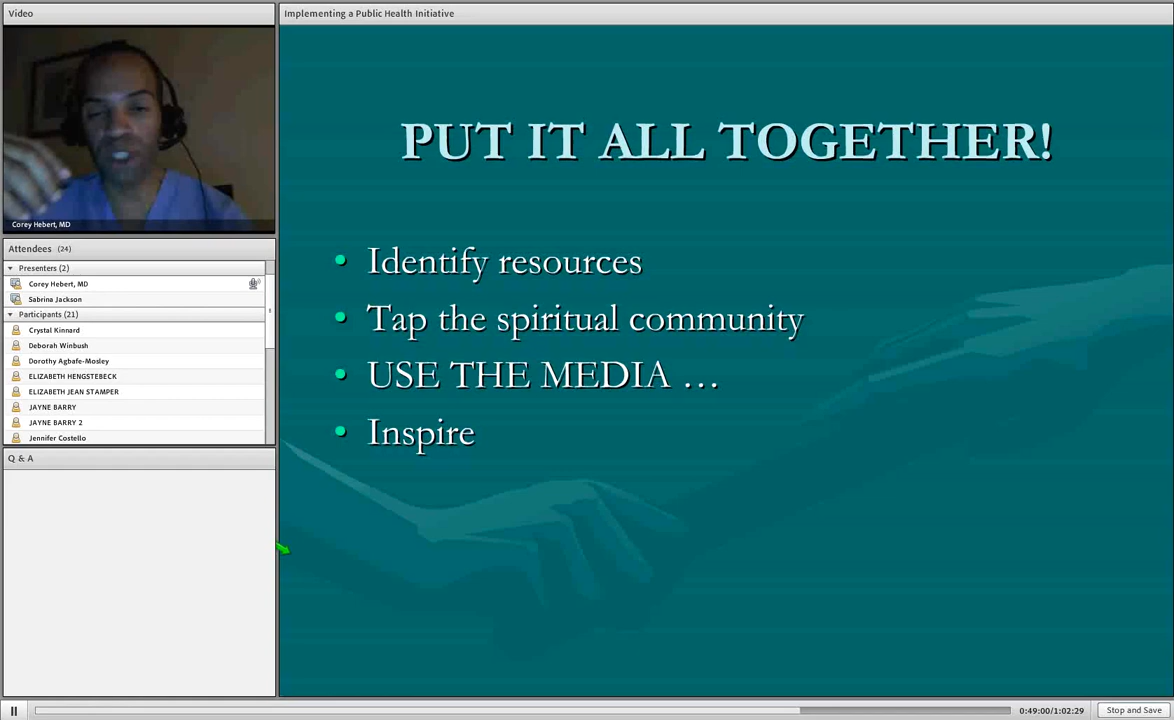 Video
Implementing a Public Health Initiative
Corey Hebert, MD
Attendees (24)
Presenters (2)
Corey Hebert, MD
Sabrina Jackson
Participants (21)
Crystal Kinnard
Deborah Winbush
Dorothy Agbafe-Mosley
ELIZABETH HENGSTEBECK
ELIZABETH JEAN STAMPER
JAYNE BARRY
JAYNE BARRY 2
Jennifer Costello
Q & A
PUT IT ALL TOGETHER!
• Identify resources
• Tap the spiritual community
• USE THE MEDIA …
• Inspire
0:49:00/1:02:29
Stop and Save